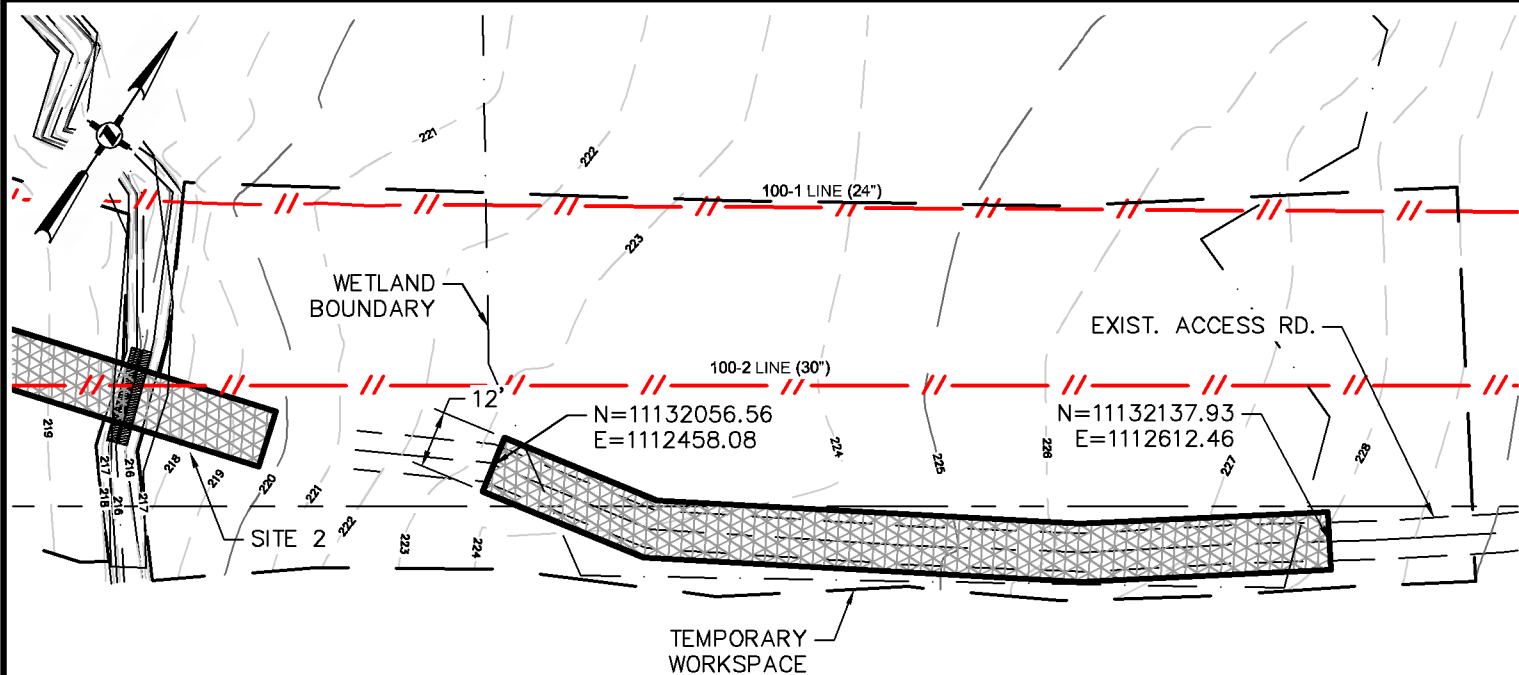 221
222
100-1 LINE (24")
223
WETLAND
BOUNDARY
EXIST. ACCESS RD.
100-2 LINE (30")
12'
N=11132056.56
E=1112458.08
N=11132137.93
E=1112612.46
219
218
219
220
221
222
223
224
224
225
226
227
228
217
216
218
216
217
SITE 2
TEMPORARY
WORKSPACE